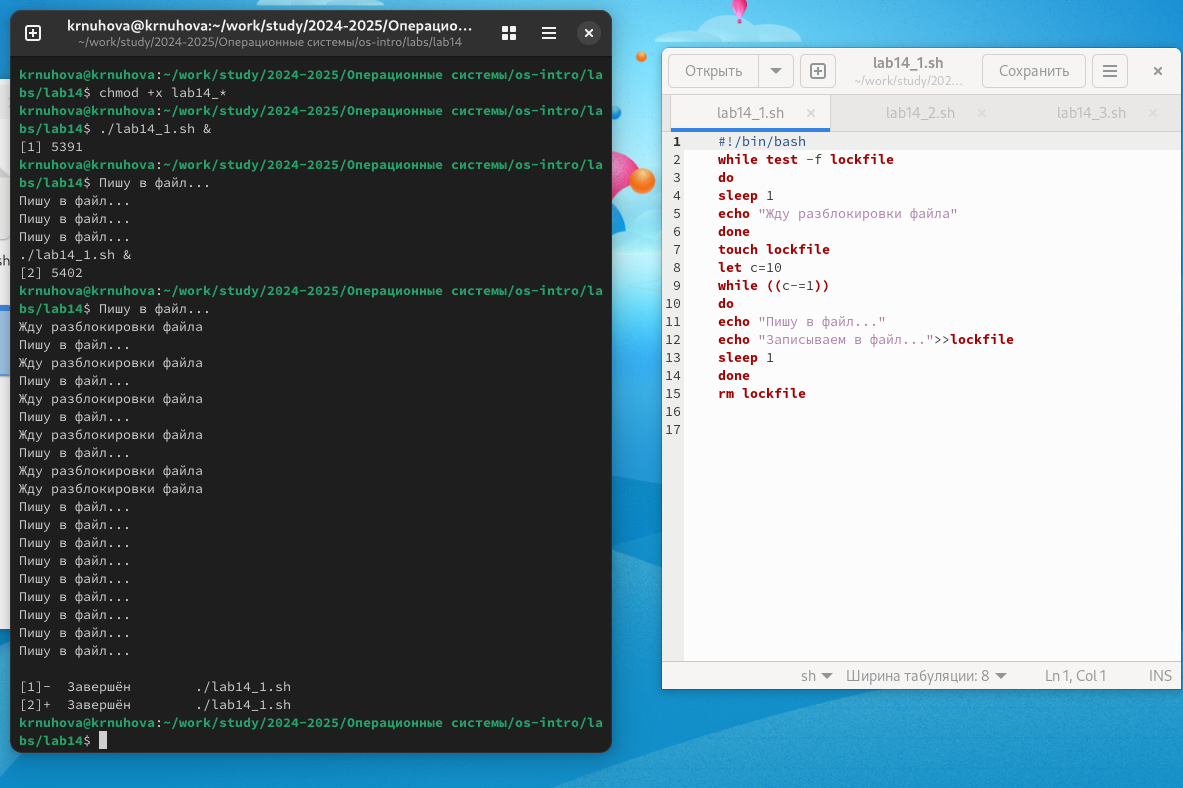 krnuhova@krnuhova:~/work/study/2024-2025/Операцио...
~/work/study/2024-2025/Операционные системы/os-intro/labs/lab14
krnuhova@krnuhova:~/work/study/2024-2025/Операционные системы/os-intro/la
bs/lab14$ chmod +x lab14_*
krnuhova@krnuhova:~/work/study/2024-2025/Операционные системы/os-intro/la
bs/lab14$ ./lab14_1.sh &
[1] 5391
krnuhova@krnuhova:~/work/study/2024-2025/Операционные системы/os-intro/la
bs/lab14$ Пишу в файл...
Пишу в файл...
Пишу в файл...
Пишу в файл...
./lab14_1.sh &
[2] 5402
krnuhova@krnuhova:~/work/study/2024-2025/Операционные системы/os-intro/la
bs/lab14$ Пишу в файл...
Жду разблокировки файла
Пишу в файл...
Жду разблокировки файла
Пишу в файл...
Жду разблокировки файла
Пишу в файл...
Жду разблокировки файла
Пишу в файл...
Жду разблокировки файла
Жду разблокировки файла
Пишу в файл...
Пишу в файл...
Пишу в файл...
Пишу в файл...
Пишу в файл...
Пишу в файл...
Пишу в файл...
Пишу в файл...
Пишу в файл...
[1]-  Завершён        ./lab14_1.sh
[2]+  Завершён        ./lab14_1.sh
krnuhova@krnuhova:~/work/study/2024-2025/Операционные системы/os-intro/la
bs/lab14$
Открыть
lab14_1.sh
~/work/study/202...
Сохранить
lab14_1.sh
lab14_2.sh
lab14_3.sh
1 #!/bin/bash
2 while test -f lockfile
3 do
4 sleep 1
5 echo "Жду разблокировки файла"
6 done
7 touch lockfile
8 let c=10
9 while ((c-=1))
10 do
11 echo "Пишу в файл..."
12 echo "Записываем в файл...">>lockfile
13 sleep 1
14 done
15 rm lockfile
16
17
sh
Ширина табуляции: 8
Ln 1, Col 1
INS